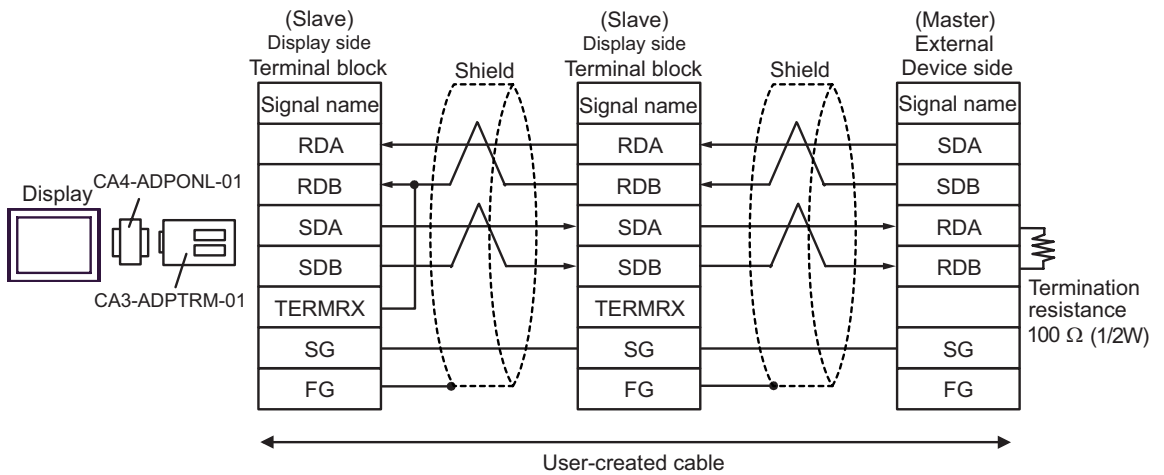 (Slave)
Display side
Terminal block
(Slave)
Display side
Terminal block
(Master)
External
Device side
Shield
Shield
Signal name
Signal name
Signal name
RDA
RDA
SDA
RDB
RDB
SDB
SDA
SDA
RDA
SDB
SDB
RDB
TERMRX
TERMRX
SG
SG
SG
FG
FG
FG
Display
CA4-ADPONL-01
CA3-ADPTRM-01
Termination
resistance
100 Ω (1/2W)
User-created cable